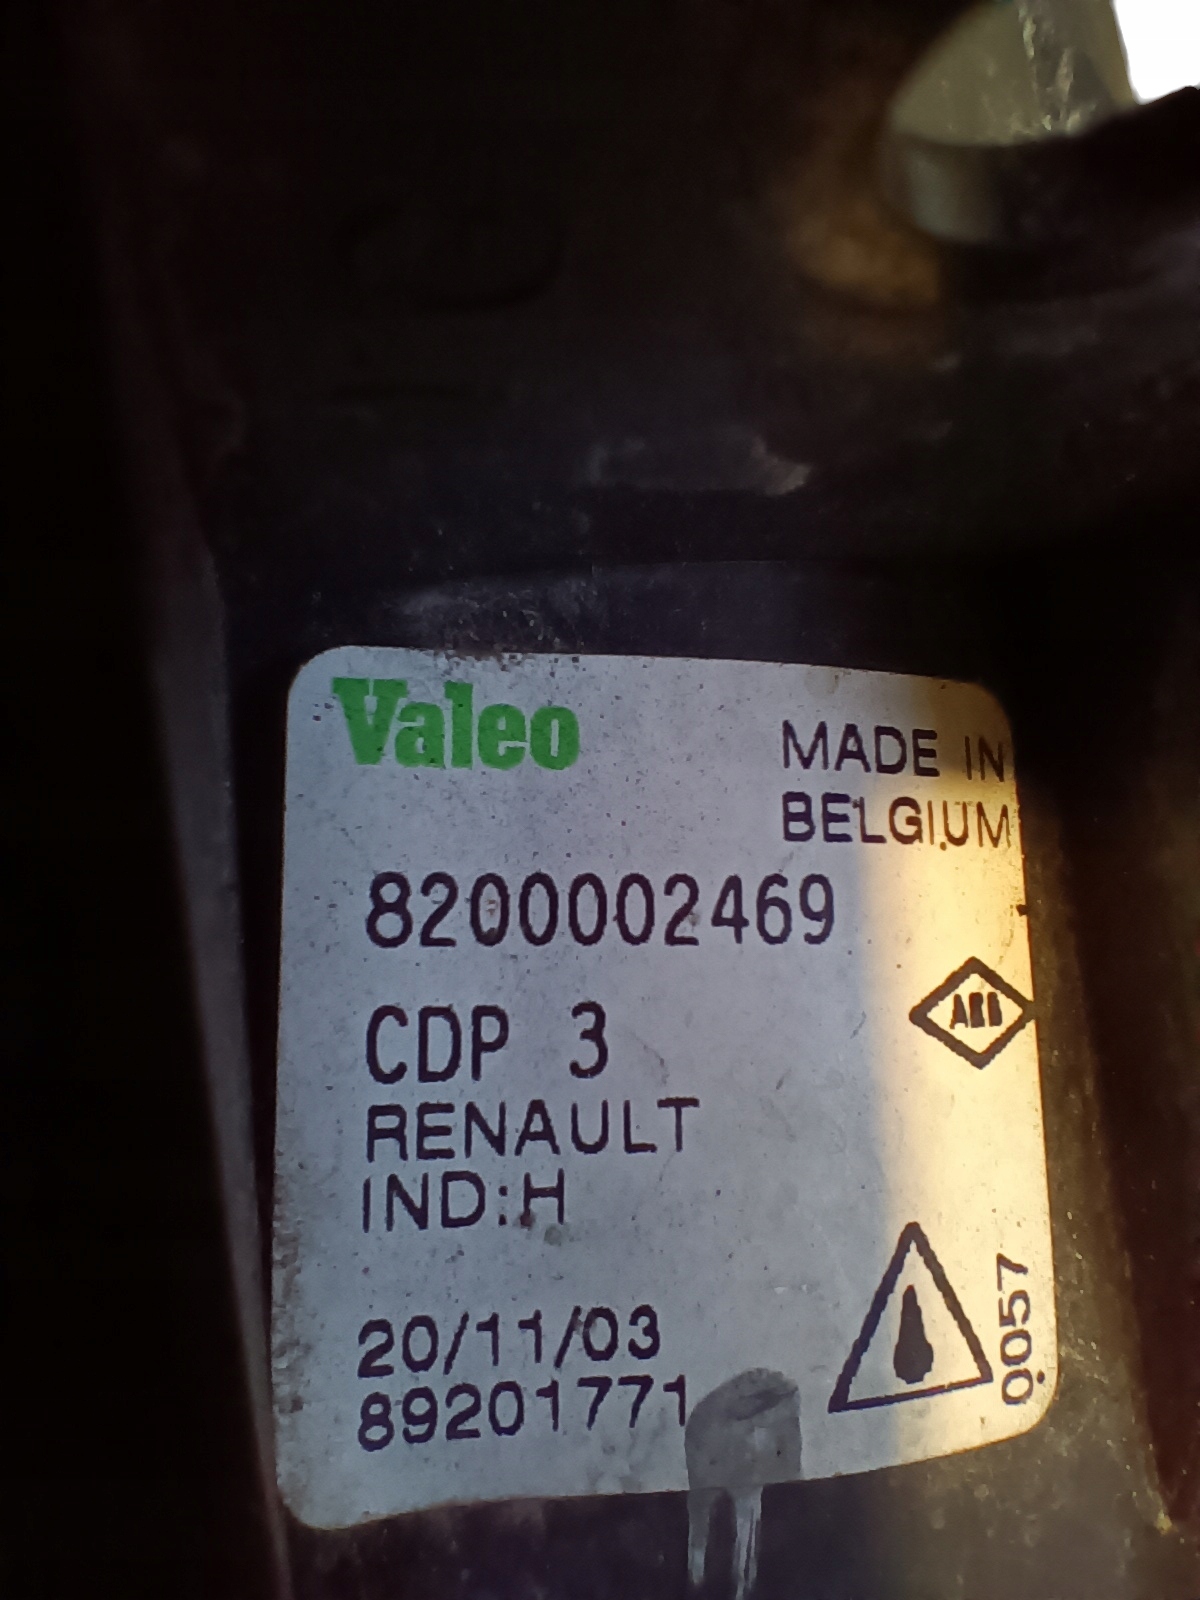 Valeo
MADE IN
BELGIUM
8200002469
CDP 3
RENAULT
IND:H
20/11/03
89201771
0057